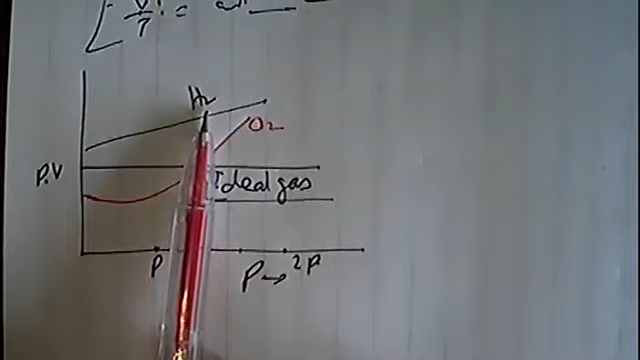 H₂
O₂
P.V
Ideal gas
P
P→
2P